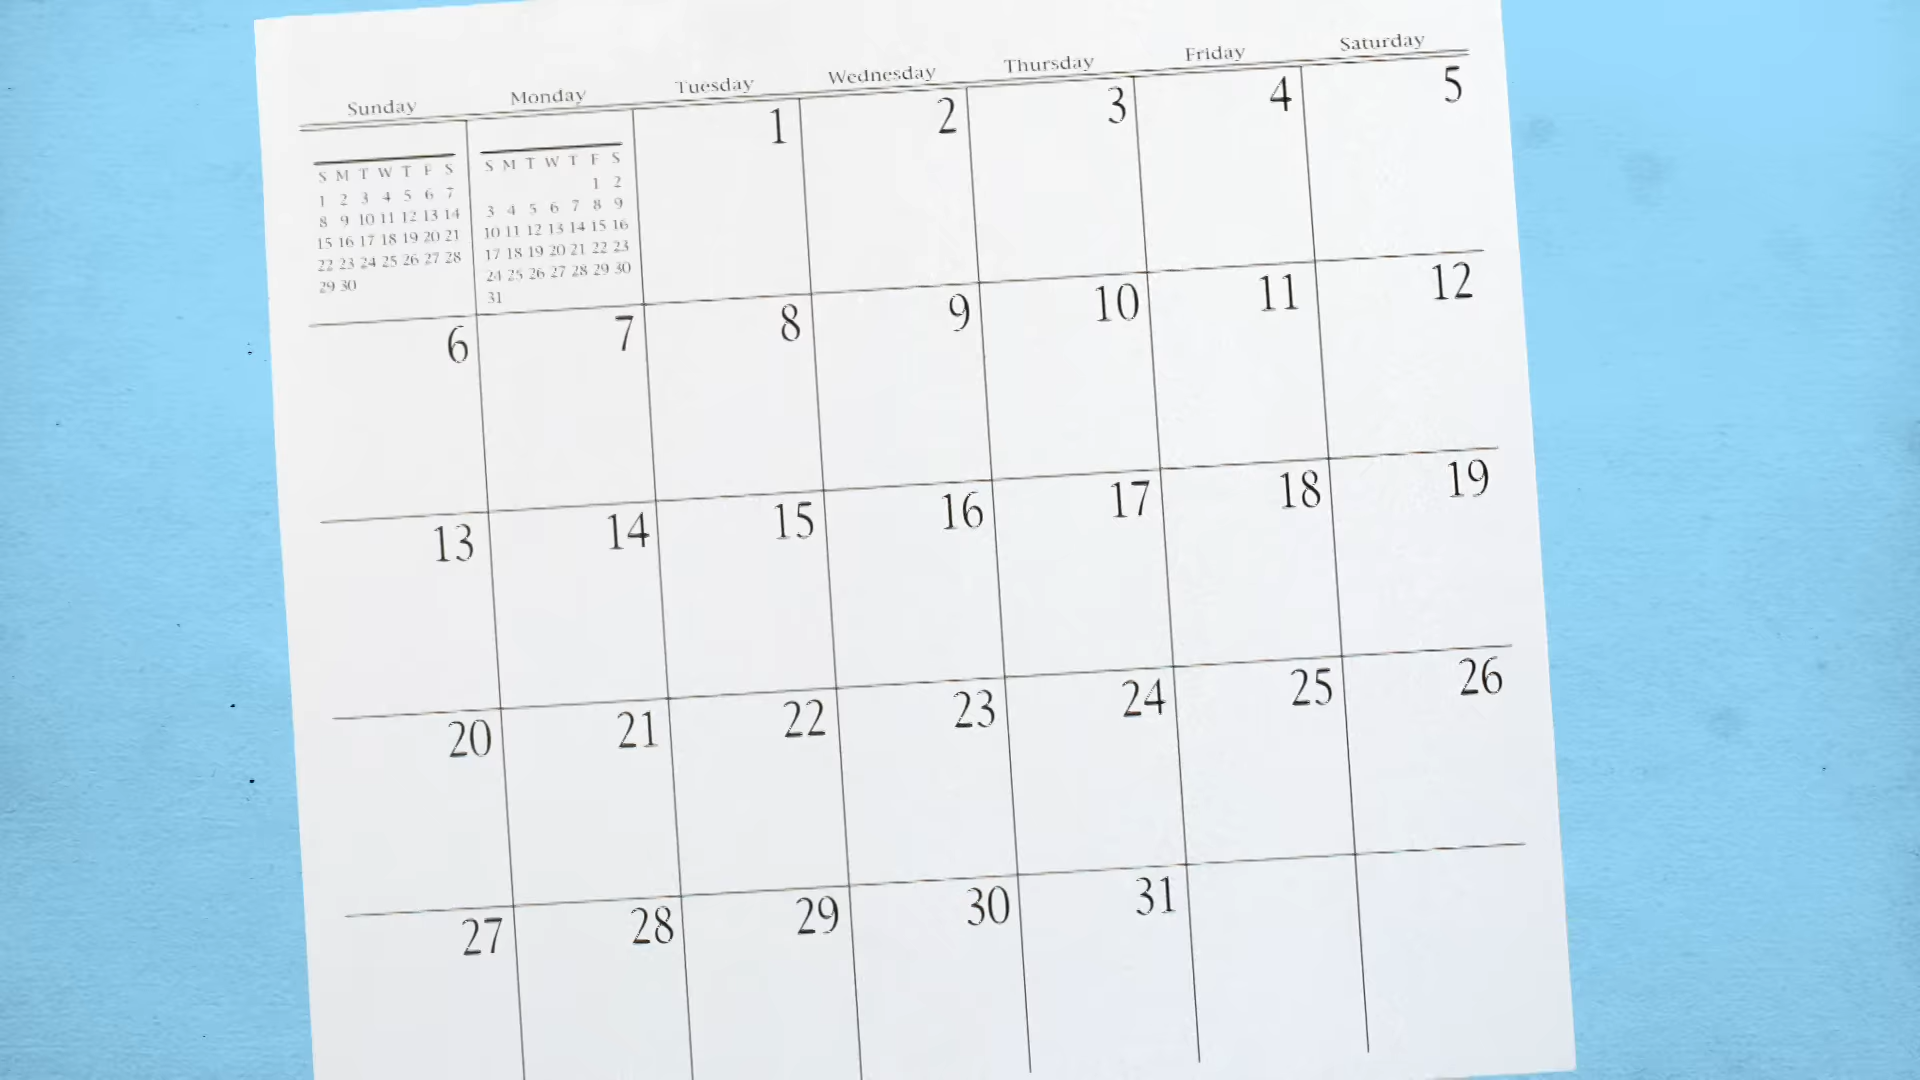 Sunday Monday Tuesday Wednesday Thursday Friday Saturday
S M T W T F S
1 2 3 4 5 6 7
8 9 10 11 12 13 14
15 16 17 18 19 20 21
22 23 24 25 26 27 28
29 30
S M T W T F S
1 2
3 4 5 6 7 8 9
10 11 12 13 14 15 16
17 18 19 20 21 22 23
24 25 26 27 28 29 30
31
1 2 3 4 5
6 7 8 9 10 11 12
13 14 15 16 17 18 19
20 21 22 23 24 25 26
27 28 29 30 31